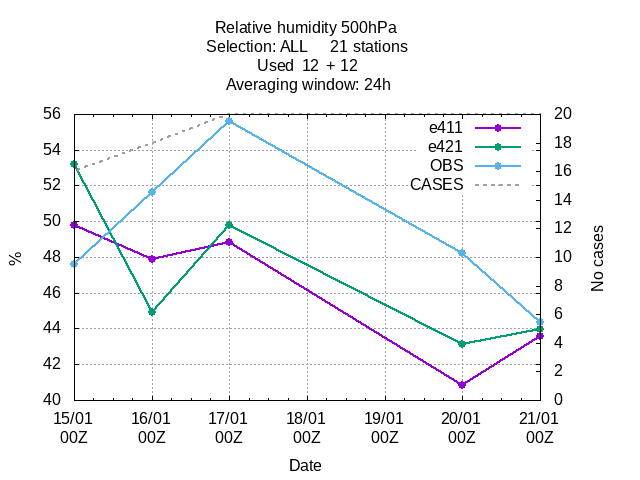 Relative humidity 500hPa
Selection: ALL     21 stations
Used  12  + 12
Averaging window: 24h
56
54
52
50
48
46
44
42
40
%
20
18
16
14
12
10
8
6
4
2
0
No cases
e411
e421
OBS
CASES
15/01 16/01 17/01 18/01 19/01 20/01 21/01
00Z 00Z 00Z 00Z 00Z 00Z 00Z
Date